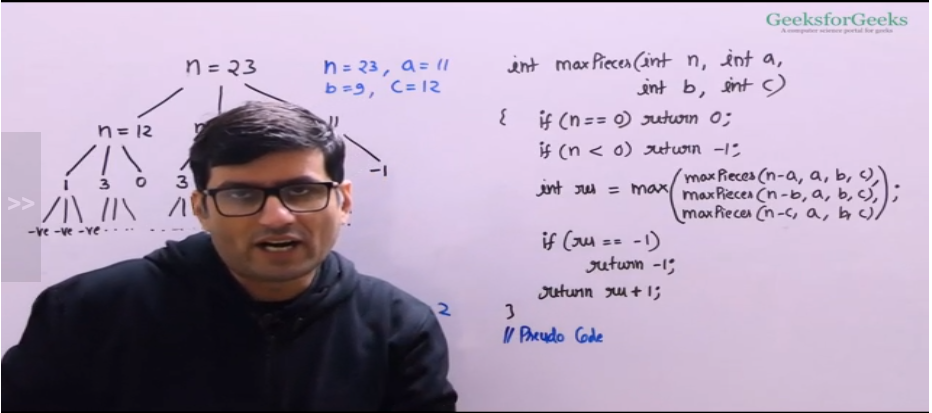 GeeksforGeeks
A computer science portal for geeks
n = 23
n = 23, a = 11
b = 9, c = 12
n = 12
11
1 3 0 3
-1
-ve -ve -ve
2
int maxPieces(int n, int a,
int b, int c)
{ if (n == 0) return 0;
if (n < 0) return -1;
int res = max(maxPieces(n-a, a, b, c),
maxPieces(n-b, a, b, c),
maxPieces(n-c, a, b, c));
if (res == -1)
return -1;
return res + 1;
}
// Pseudo Code
>>